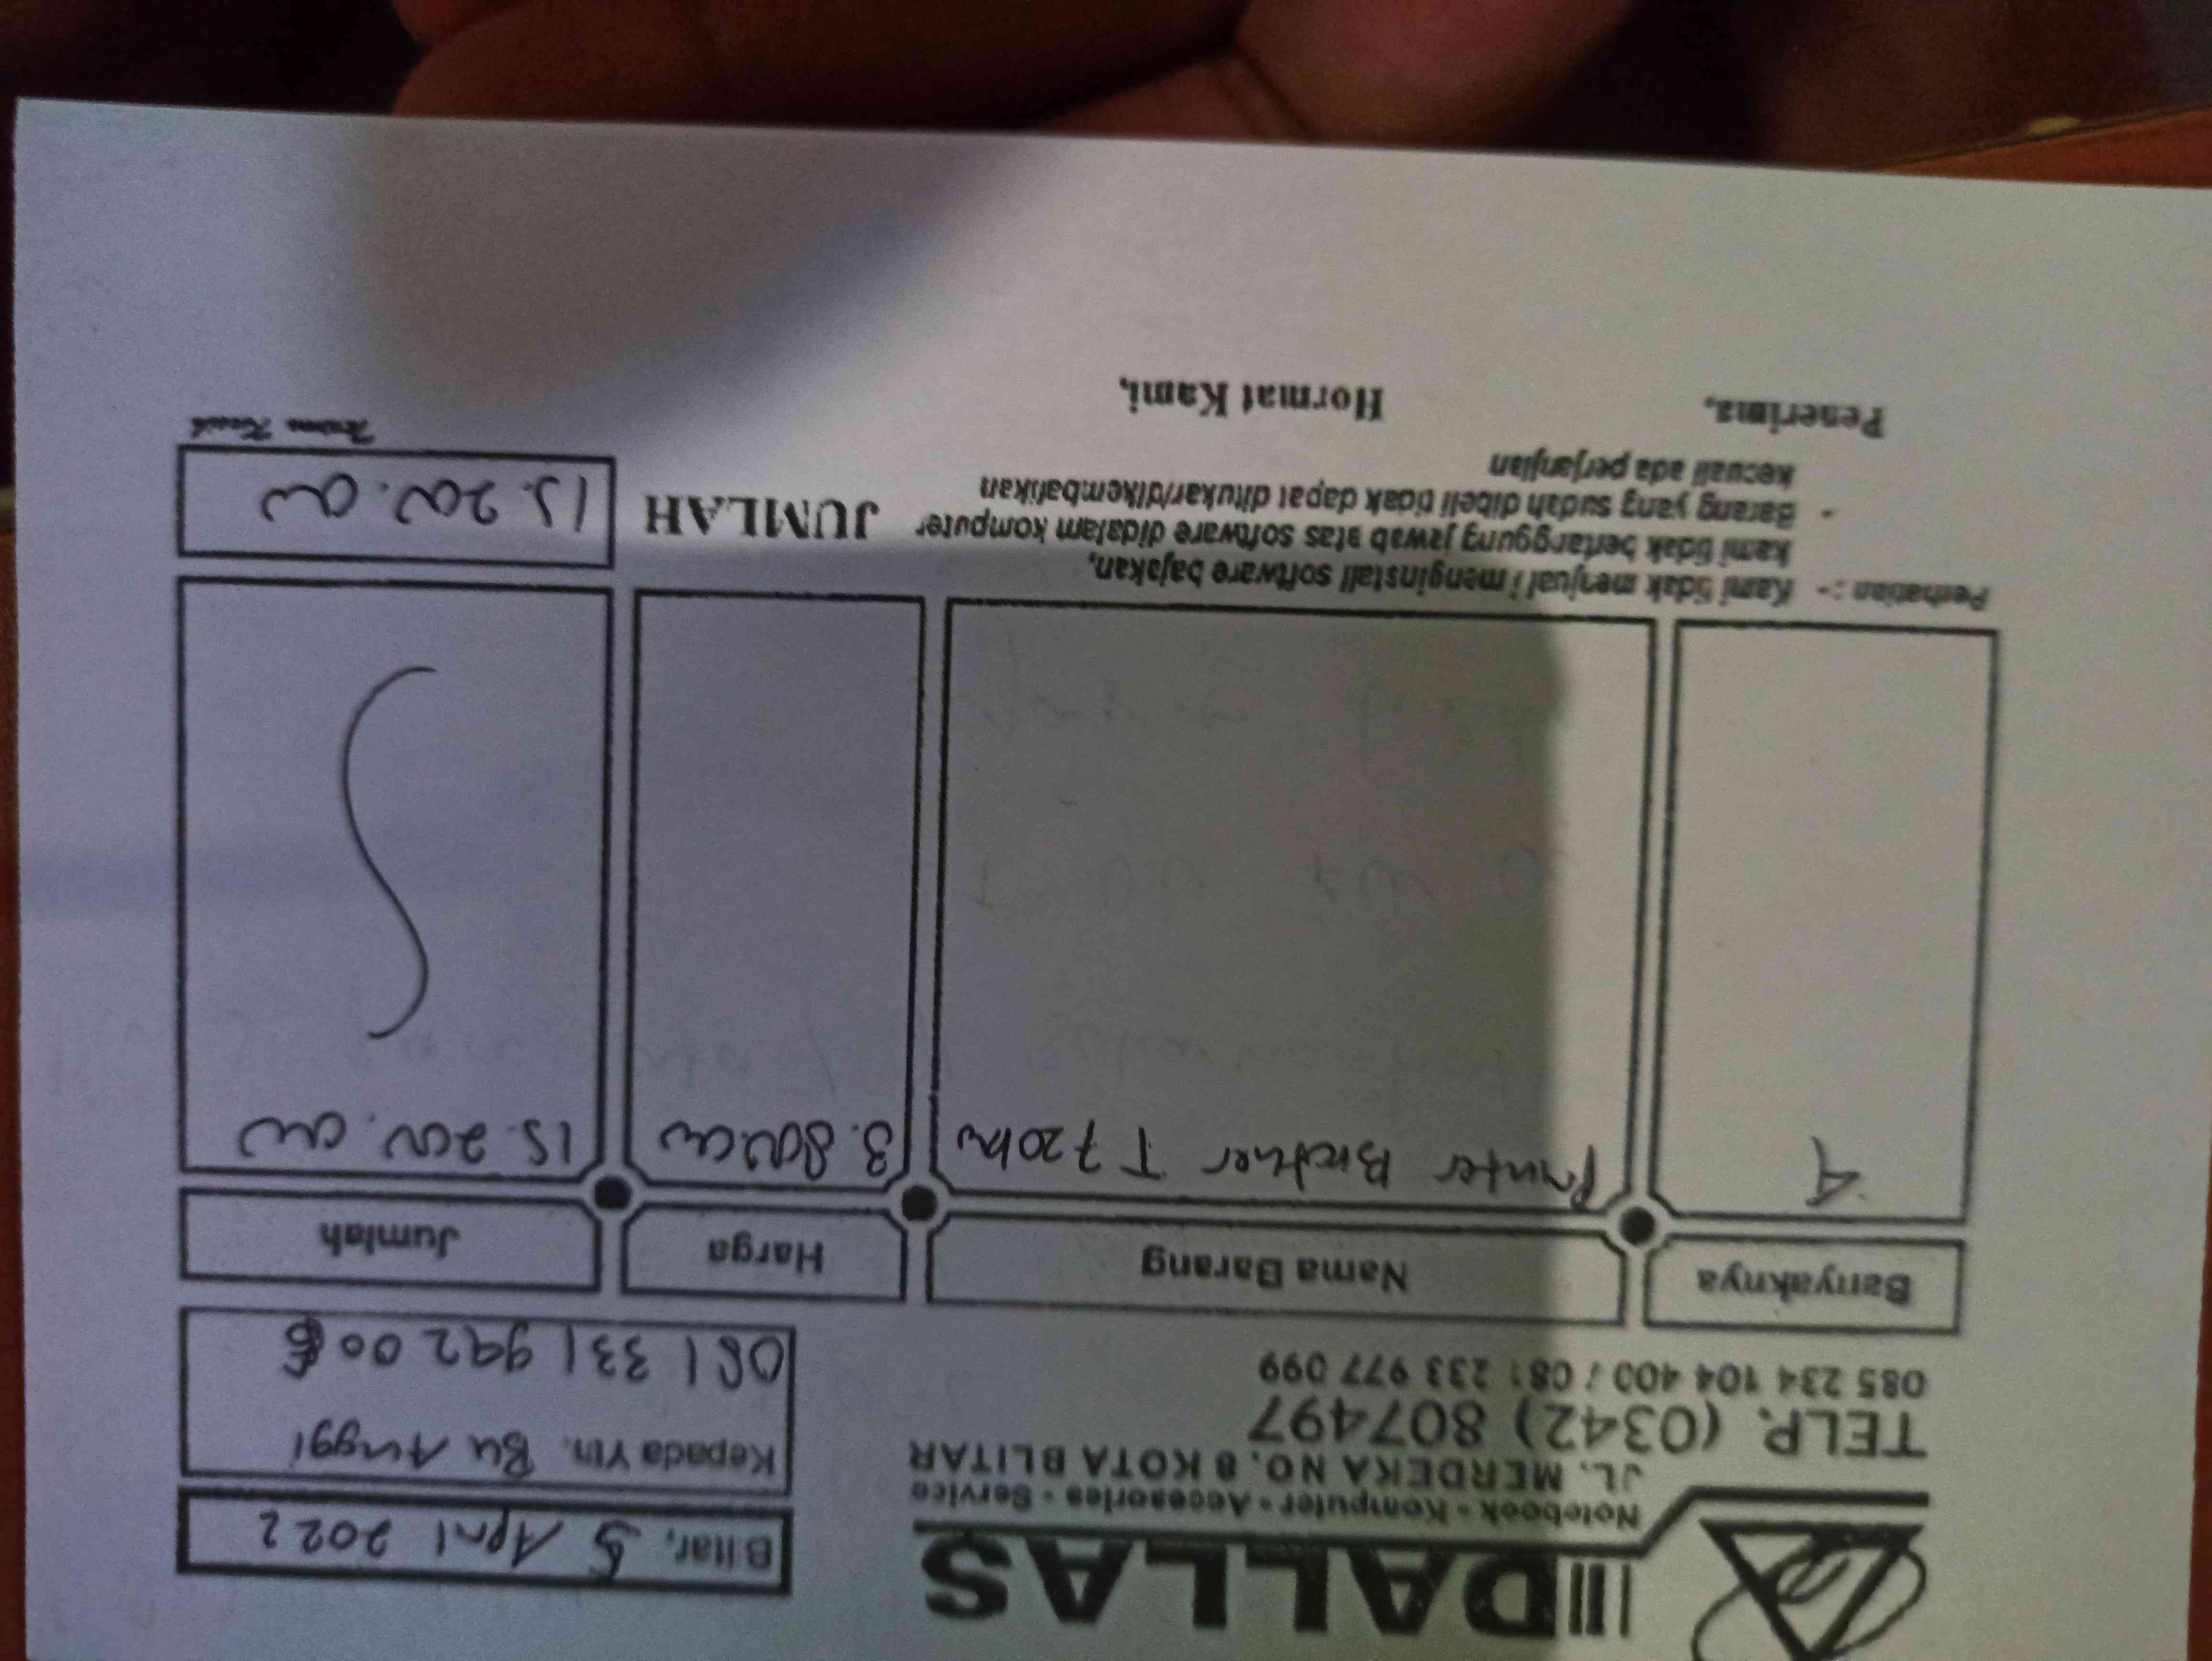 DALLAS
Notebook - Komputer - Accesories - Service
JL. MERDEKA NO. 8 KOTA BLITAR
TELP. (0342) 807497
085 234 104 400 / 081 233 977 099
Blitar, 5 April 2022
Kepada Yth. Bu Anggi
081 331 992 006
Banyaknya Nama Barang Harga Jumlah
4 Printer Brother T720DW 3.800.000 15.200.000
Perhatian : - Kami tidak menjual / menginstall software bajakan,
kami tidak bertanggung jawab atas software didalam komputer
- Barang yang sudah dibeli tidak dapat ditukar/dikembalikan
kecuali ada perjanjian
JUMLAH 15.200.000
Terima Kasih
Penerima, Hormat Kami,